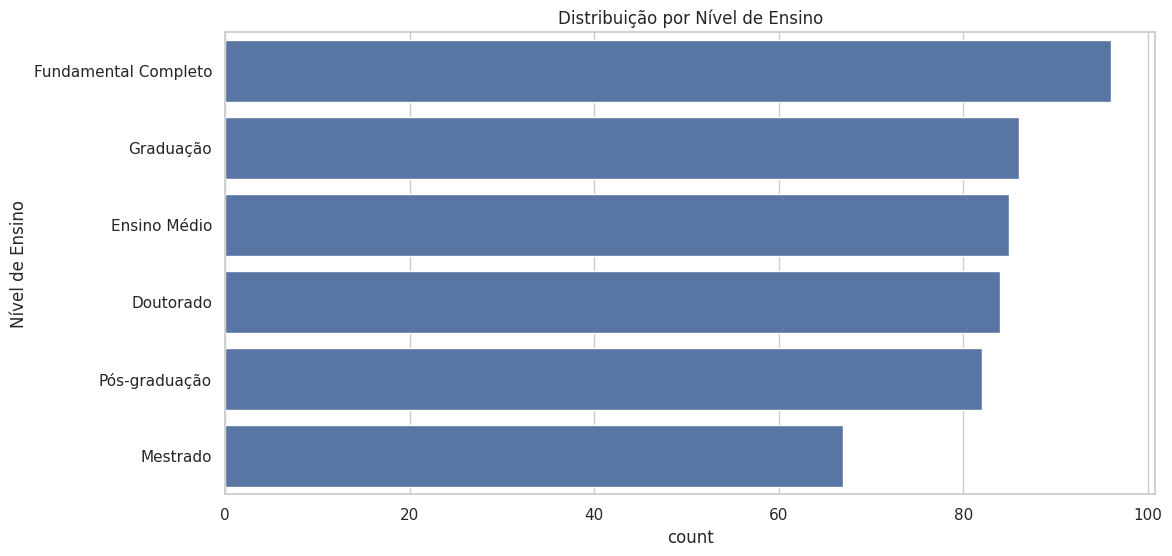 Distribuição por Nível de Ensino
Nível de Ensino
Fundamental Completo
Graduação
Ensino Médio
Doutorado
Pós-graduação
Mestrado
0 20 40 60 80 100
count